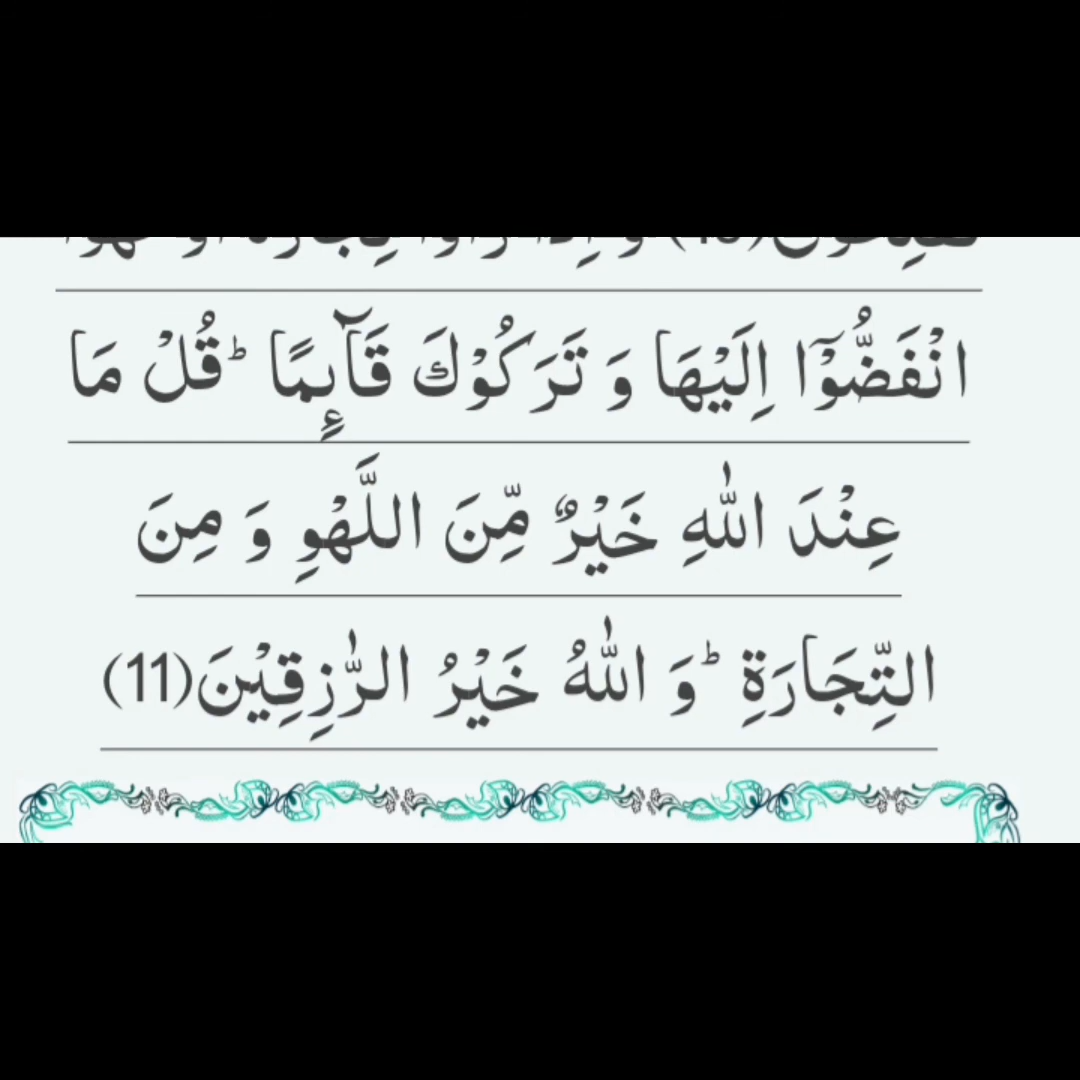 انْفَضُّوْۤا اِلَیْهَا وَ تَرَكُوْكَ قَآىٕمًاؕ-قُلْ مَا
عِنْدَ اللّٰهِ خَیْرٌ مِّنَ اللَّهْوِ وَ مِنَ
التِّجَارَةِؕ-وَ اللّٰهُ خَیْرُ الرّٰزِقِیْنَ(11)